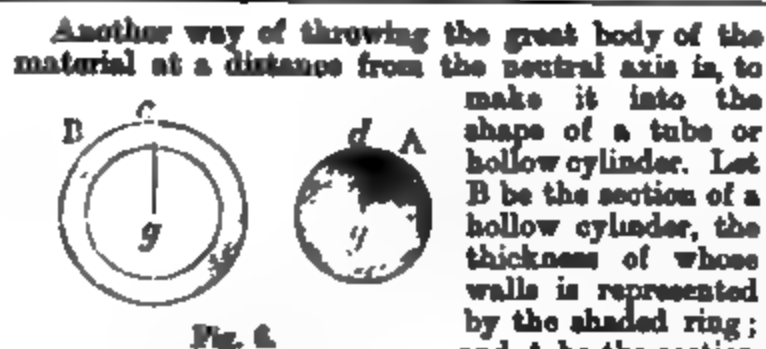 Another way of throwing the great body of the
material at a distance from the neutral axis is, to
make it into the
shape of a tube or
hollow cylinder. Let
B be the section of a
hollow cylinder, the
thickness of whose
walls is represented
by the shaded ring;
B C d A
g g
Fig.